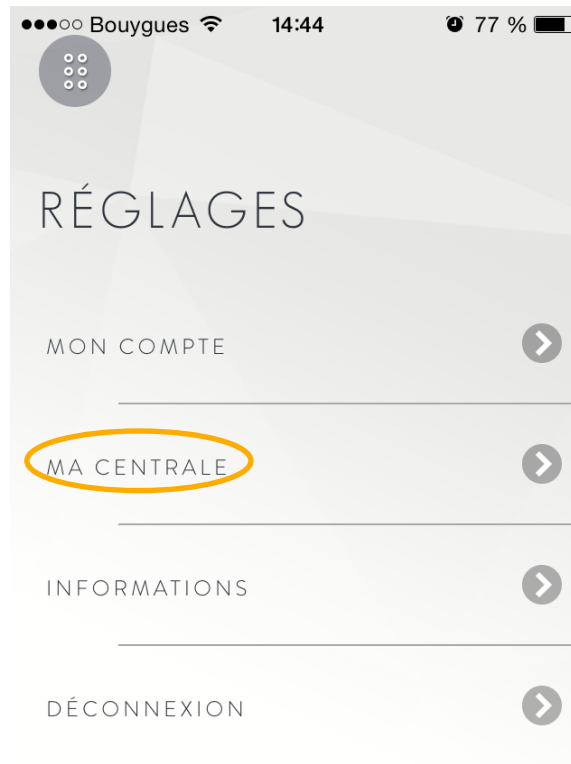 Bouygues 14:44 77 %
RÉGLAGES
MON COMPTE
MA CENTRALE
INFORMATIONS
DÉCONNEXION